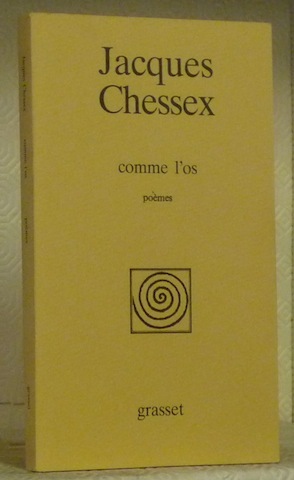 Jacques
Chessex
comme l'os
poèmes
grasset